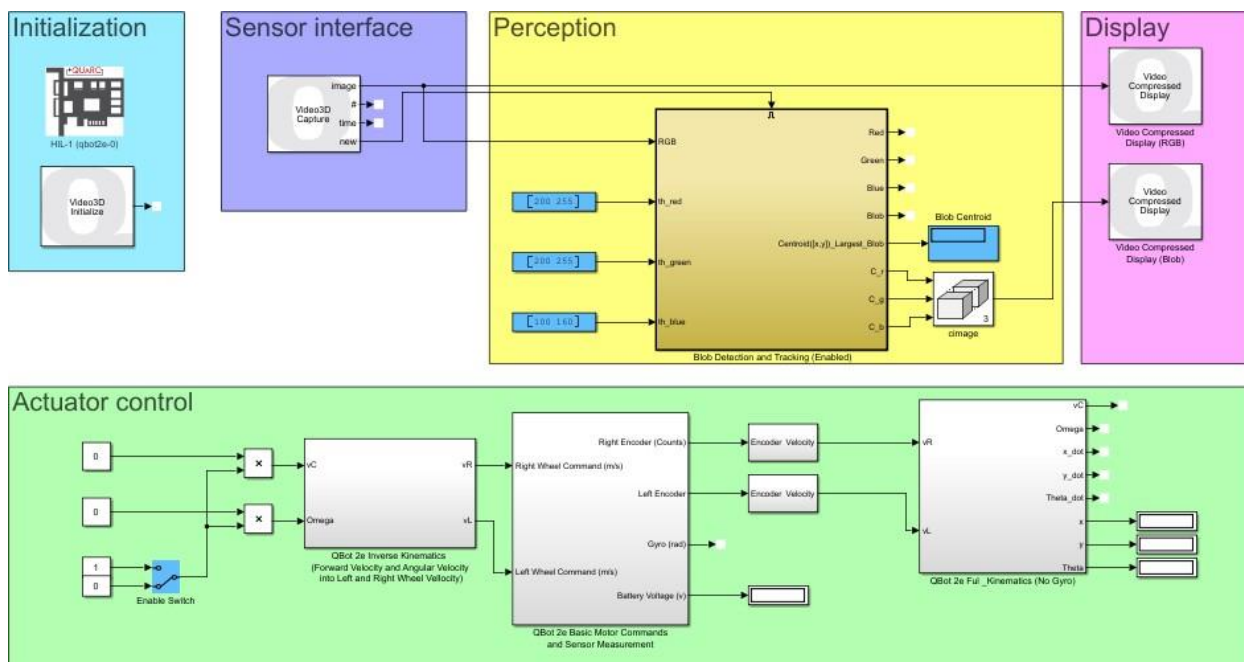 Initialization
QUARC
HIL-1 (qbot2e-0)
Video3D
Initialize
Sensor interface
Video3D
Capture
image
#
time
new
Perception
[200 255]
[200 255]
[100 160]
RGB
th_red
th_green
th_blue
Red
Green
Blue
Blob
Centroid([x,y])_Largest_Blob
C_r
C_g
C_b
Blob Detection and Tracking (Enabled)
Blob Centroid
3
cimage
Display
Video
Compressed
Display
Video Compressed
Display (RGB)
Video
Compressed
Display
Video Compressed
Display (Blob)
Actuator control
0
0
1
0
Enable Switch
×
×
vC
Omega
vR
vL
QBot 2e Inverse Kinematics
(Forward Velocity and Angular Velocity
into Left and Right Wheel Vellocity)
Right Wheel Command (m/s)
Left Wheel Command (m/s)
Right Encoder (Counts)
Left Encoder
Gyro (rad)
Battery Voltage (v)
QBot 2e Basic Motor Commands
and Sensor Measurement
Encoder Velocity
Encoder Velocity
vR
vL
vC
Omega
x_dot
y_dot
Theta_dot
x
y
Theta
QBot 2e Ful _Kinematics (No Gyro)